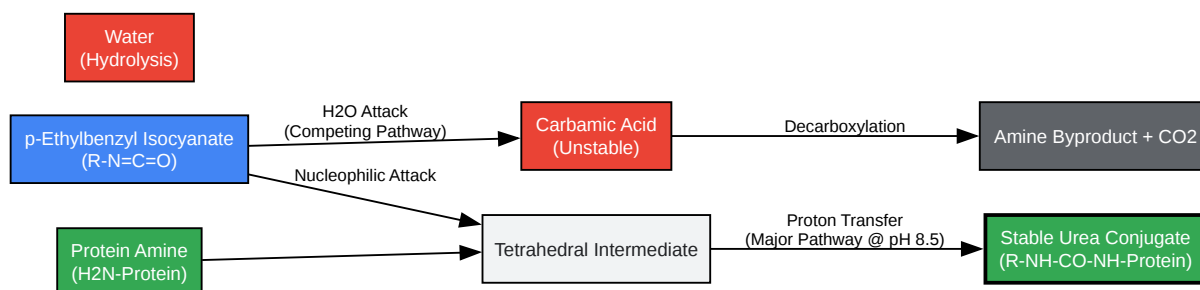 Water
(Hydrolysis)
p-Ethylbenzyl Isocyanate
(R-N=C=O)
H2O Attack
(Competing Pathway)
Carbamic Acid
(Unstable)
Decarboxylation
Amine Byproduct + CO2
Nucleophilic Attack
Protein Amine
(H2N-Protein)
Tetrahedral Intermediate
Proton Transfer
(Major Pathway @ pH 8.5)
Stable Urea Conjugate
(R-NH-CO-NH-Protein)